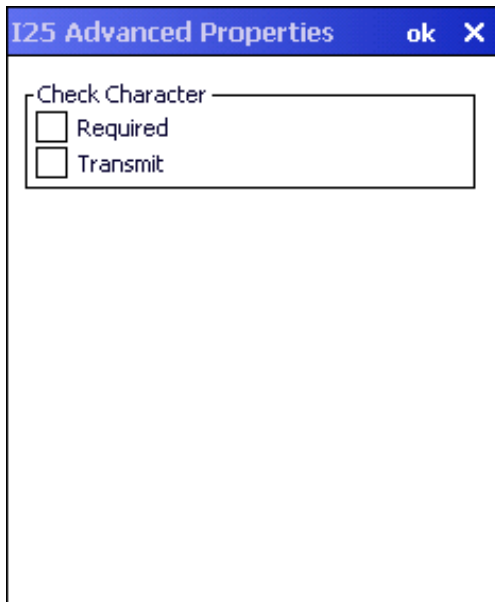 I25 Advanced Properties ok X
Check Character
Required
Transmit